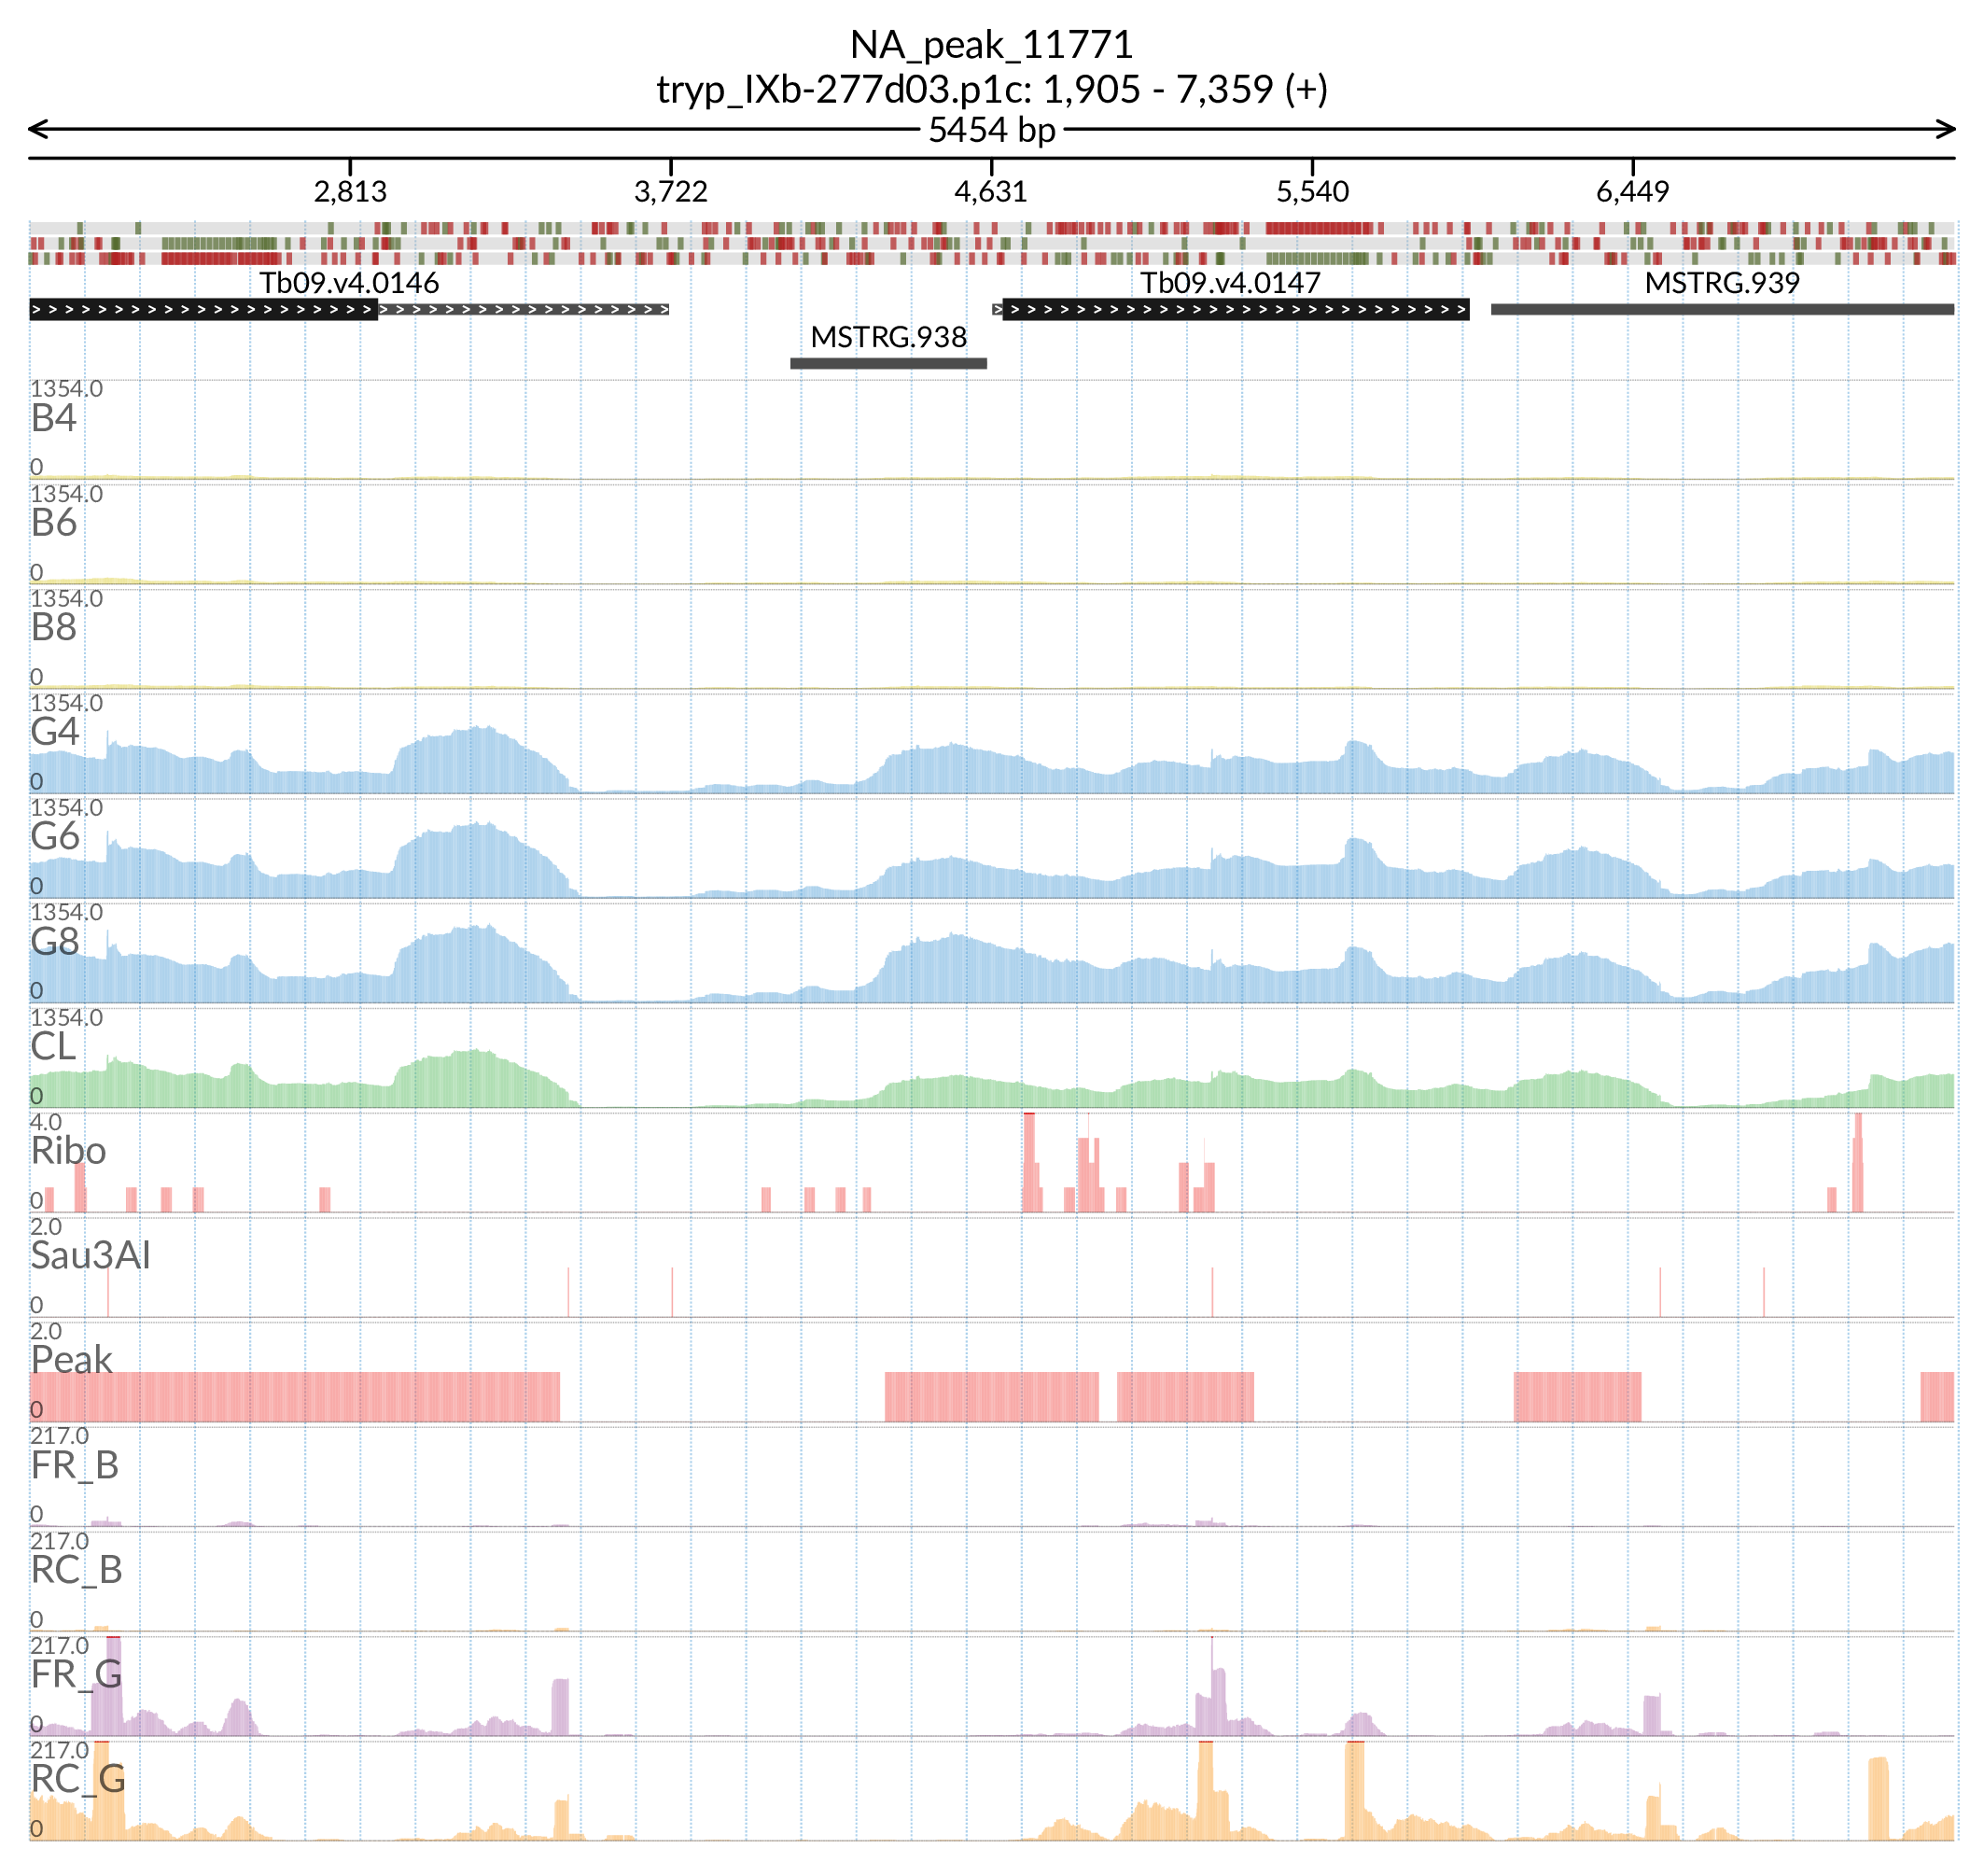 NA_peak_11771
tryp_IXb-277d03.p1c: 1,905 - 7,359 (+)
5454 bp
2,813 3,722 4,631 5,540 6,449
Tb09.v4.0146 Tb09.v4.0147 MSTRG.939
MSTRG.938
1354.0
B4
0
1354.0
B6
0
1354.0
B8
0
1354.0
G4
0
1354.0
G6
0
1354.0
G8
0
1354.0
CL
0
4.0
Ribo
0
2.0
Sau3AI
0
2.0
Peak
0
217.0
FR_B
0
217.0
RC_B
0
217.0
FR_G
0
217.0
RC_G
0